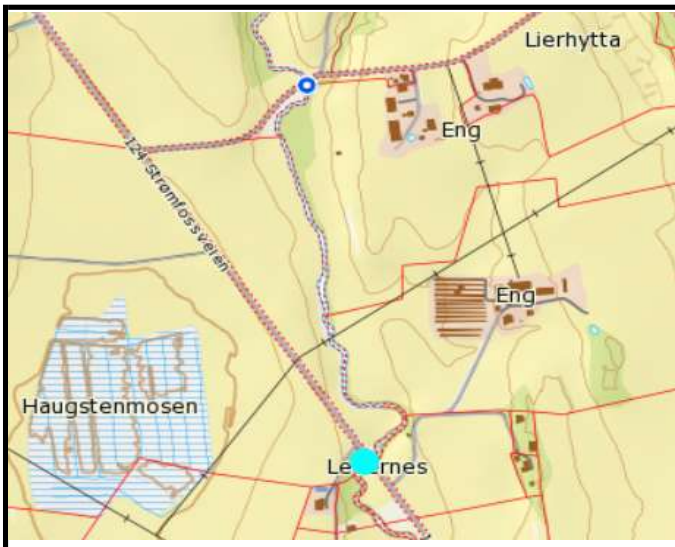 Lierhytta
Eng
124 Strømfossveien
Eng
Haugstenmosen